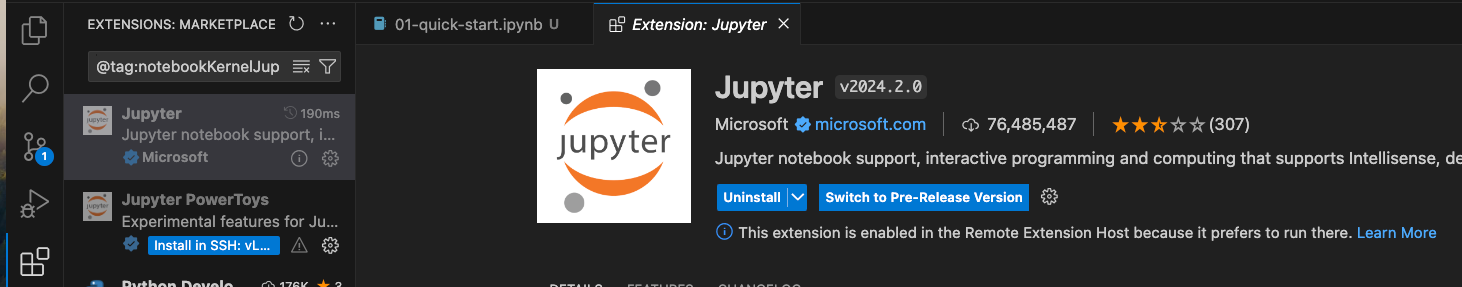 EXTENSIONS: MARKETPLACE
@tag:notebookKernelJup
Jupyter
190ms
Jupyter notebook support, i...
Microsoft
Jupyter PowerToys
Experimental features for Ju...
Install in SSH: vL...
Python Develo
176K
3
1
01-quick-start.ipynb U
Extension: Jupyter
jupyter
Jupyter v2024.2.0
Microsoft microsoft.com 76,485,487 (307)
Jupyter notebook support, interactive programming and computing that supports Intellisense, de
Uninstall
Switch to Pre-Release Version
This extension is enabled in the Remote Extension Host because it prefers to run there. Learn More
DETAILS FEATURES CHANGELOG